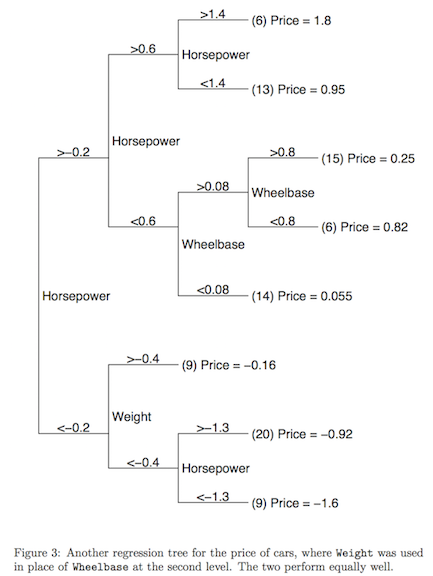 >1.4
(6) Price = 1.8
>0.6
Horsepower
<1.4
(13) Price = 0.95
Horsepower
>−0.2
>0.8
(15) Price = 0.25
>0.08
Wheelbase
<0.6
<0.8
(6) Price = 0.82
Wheelbase
<0.08
(14) Price = 0.055
Horsepower
>−0.4
(9) Price = −0.16
Weight
<−0.2
>−1.3
(20) Price = −0.92
<−0.4
Horsepower
<−1.3
(9) Price = −1.6
Figure 3: Another regression tree for the price of cars, where Weight was used
in place of Wheelbase at the second level. The two perform equally well.